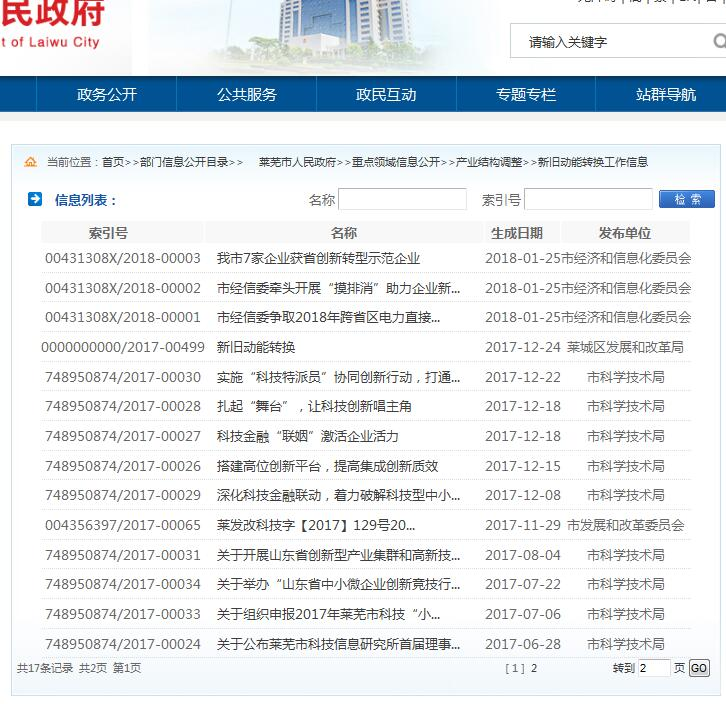 民政府
t of Laiwu City
请输入关键字
政务公开 公共服务 政民互动 专题专栏 站群导航
当前位置：首页>>部门信息公开目录>> 莱芜市人民政府>>重点领域信息公开>>产业结构调整>>新旧动能转换工作信息
信息列表： 名称 索引号 检 索
索引号 名称 生成日期 发布单位
00431308X/2018-00003 我市7家企业获省创新转型示范企业 2018-01-25市经济和信息化委员会
00431308X/2018-00002 市经信委牵头开展“摸排消”助力企业新... 2018-01-25市经济和信息化委员会
00431308X/2018-00001 市经信委争取2018年跨省区电力直接... 2018-01-25市经济和信息化委员会
0000000000/2017-00499 新旧动能转换 2017-12-24 莱城区发展和改革局
748950874/2017-00030 实施“科技特派员”协同创新行动，打通... 2017-12-22 市科学技术局
748950874/2017-00028 扎起“舞台”，让科技创新唱主角 2017-12-18 市科学技术局
748950874/2017-00027 科技金融“联姻”激活企业活力 2017-12-18 市科学技术局
748950874/2017-00026 搭建高位创新平台，提高集成创新质效 2017-12-15 市科学技术局
748950874/2017-00029 深化科技金融联动，着力破解科技型中小... 2017-12-08 市科学技术局
004356397/2017-00065 莱发改科技字【2017】129号20... 2017-11-29 市发展和改革委员会
748950874/2017-00031 关于开展山东省创新型产业集群和高新技... 2017-08-04 市科学技术局
748950874/2017-00034 关于举办“山东省中小微企业创新竞技行... 2017-07-22 市科学技术局
748950874/2017-00033 关于组织申报2017年莱芜市科技“小... 2017-07-06 市科学技术局
748950874/2017-00024 关于公布莱芜市科技信息研究所首届理事... 2017-06-28 市科学技术局
共17条记录 共2页 第1页 [ 1 ] 2 转到 2 页 GO